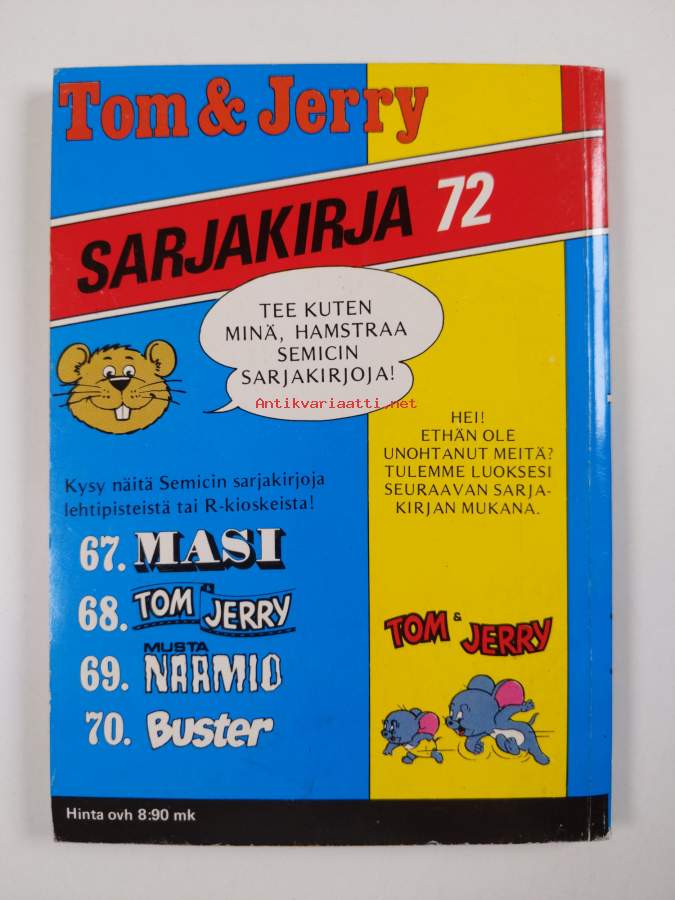 Tom & Jerry
SARJAKIRJA 72
TEE KUTEN
MINÄ, HAMSTRAA
SEMICIN
SARJAKIRJOJA!
Antikvariaatti.net
HEI!
ETHÄN OLE
UNOHTANUT MEITÄ?
TULEMME LUOKSESI
SEURAAVAN SARJA-
KIRJAN MUKANA.
Kysy näitä Semicin sarjakirjoja
lehtipisteistä tai R-kioskeista!
67. MASI
68. TOM & JERRY
69. MUSTA
NAAMIO
70. Buster
TOM & JERRY
Hinta ovh 8:90 mk